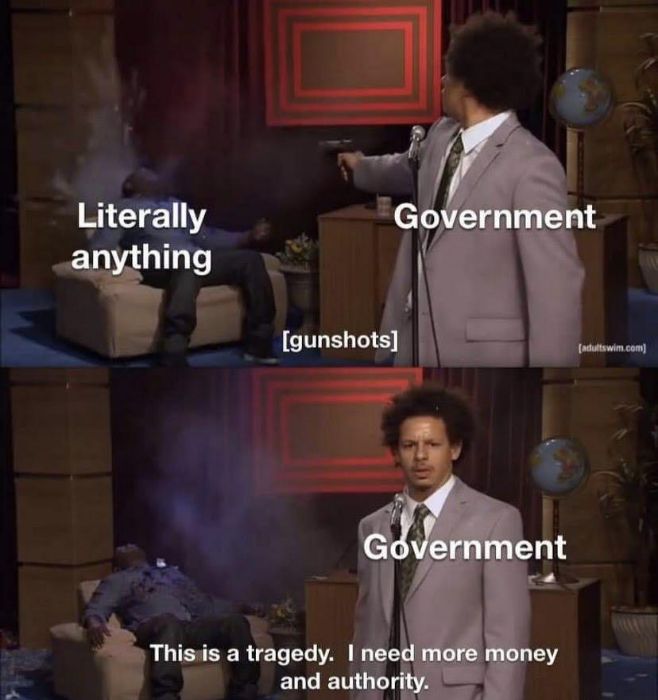 Literally
anything
Government
[gunshots]
[adultswim.com]
Government
This is a tragedy.  I need more money
and authority.